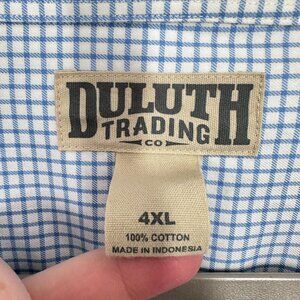 DULUTH
TRADING
CO
4XL
100% COTTON
MADE IN INDONESIA